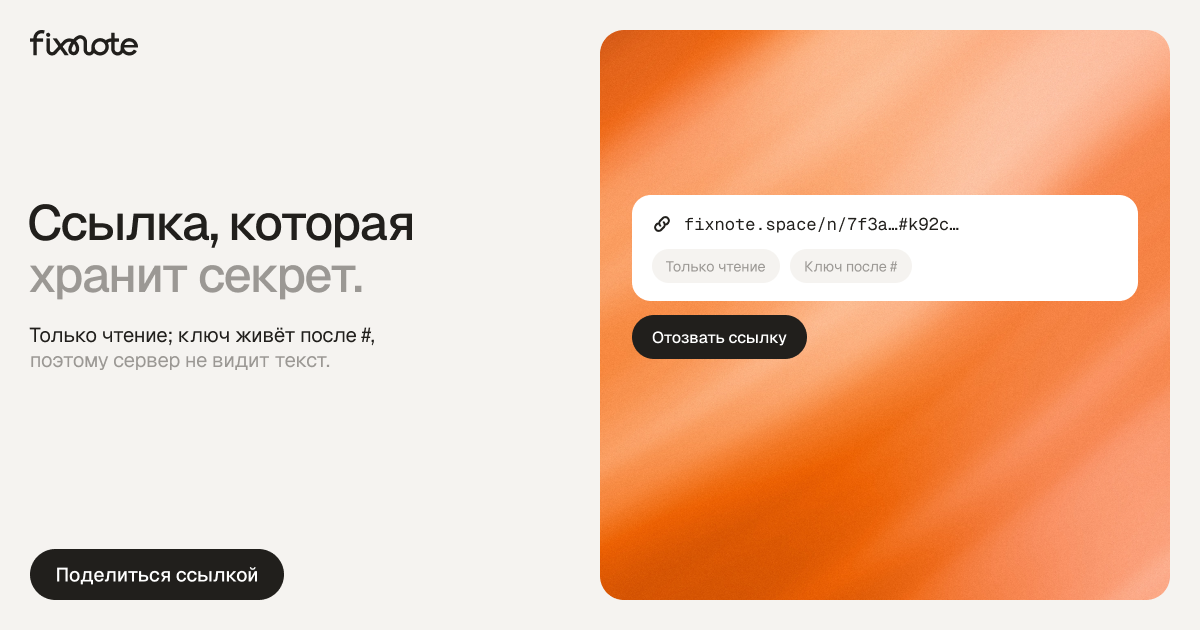 fixnote
Ссылка, которая
хранит секрет.
Только чтение; ключ живёт после #,
поэтому сервер не видит текст.
Поделиться ссылкой
fixnote.space/n/7f3a…#k92c…
Только чтение
Ключ после #
Отозвать ссылку